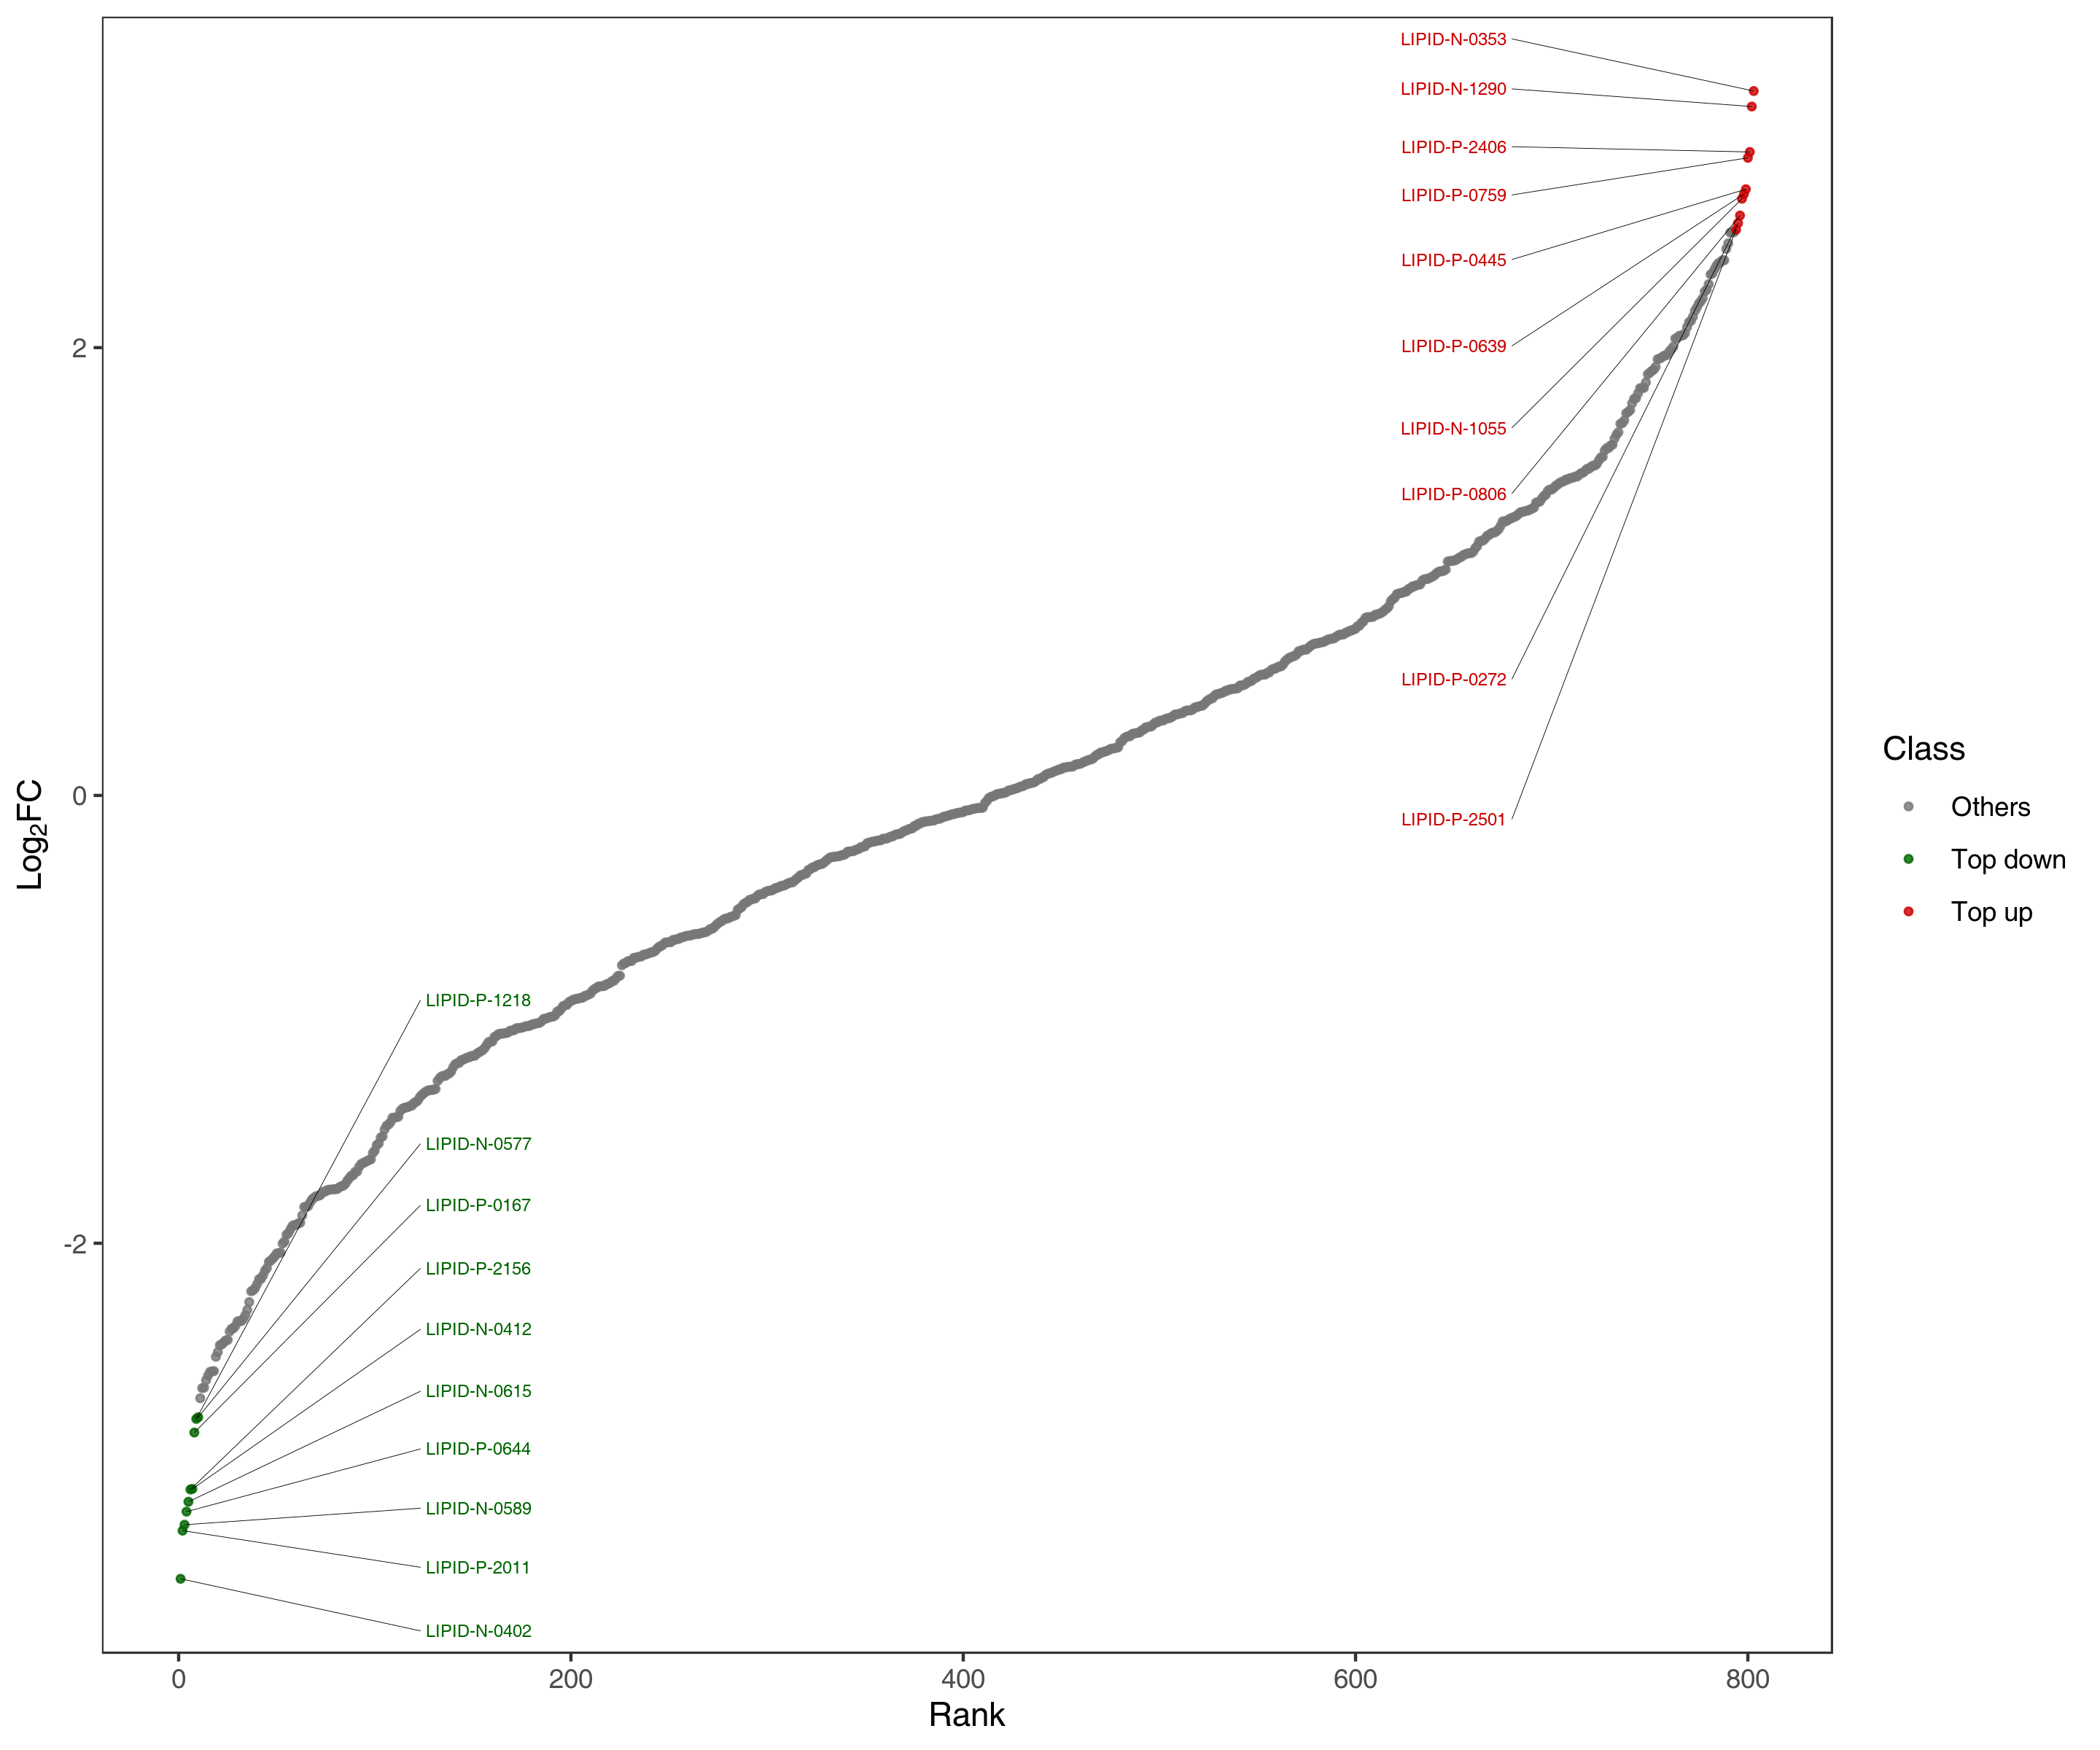 LIPID-N-0353
LIPID-N-1290
LIPID-P-2406
LIPID-P-0759
LIPID-P-0445
LIPID-P-0639
LIPID-N-1055
LIPID-P-0806
LIPID-P-0272
LIPID-P-2501
LIPID-P-1218
LIPID-N-0577
LIPID-P-0167
LIPID-P-2156
LIPID-N-0412
LIPID-N-0615
LIPID-P-0644
LIPID-N-0589
LIPID-P-2011
LIPID-N-0402
2
0
-2
Log2FC
0 200 400 600 800
Rank
Class
Others
Top down
Top up